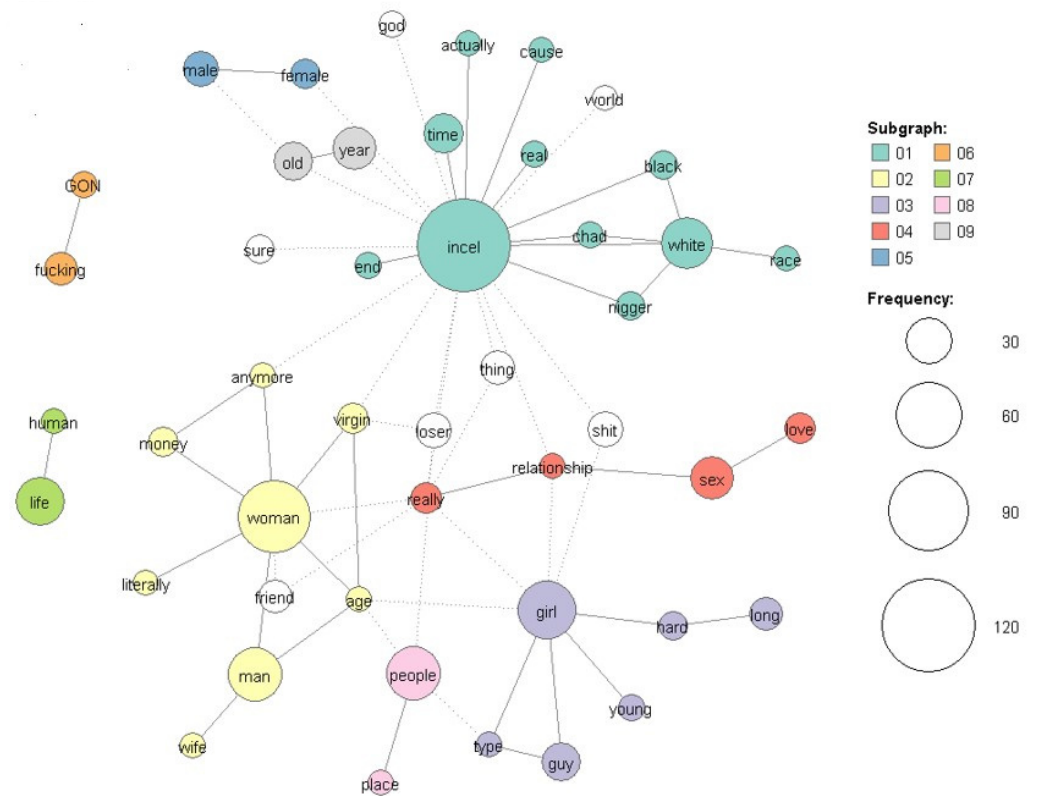 god
actually
cause
male
female
world
time
year
old
real
black
GON
fucking
sure
incel
chad
white
race
end
nigger
thing
anymore
virgin
loser
shit
human
money
life
relationship
love
sex
really
woman
literally
friend
age
girl
hard
long
man
people
young
wife
type
guy
place
Subgraph:
01 06
02 07
03 08
04 09
05
Frequency:
30
60
90
120